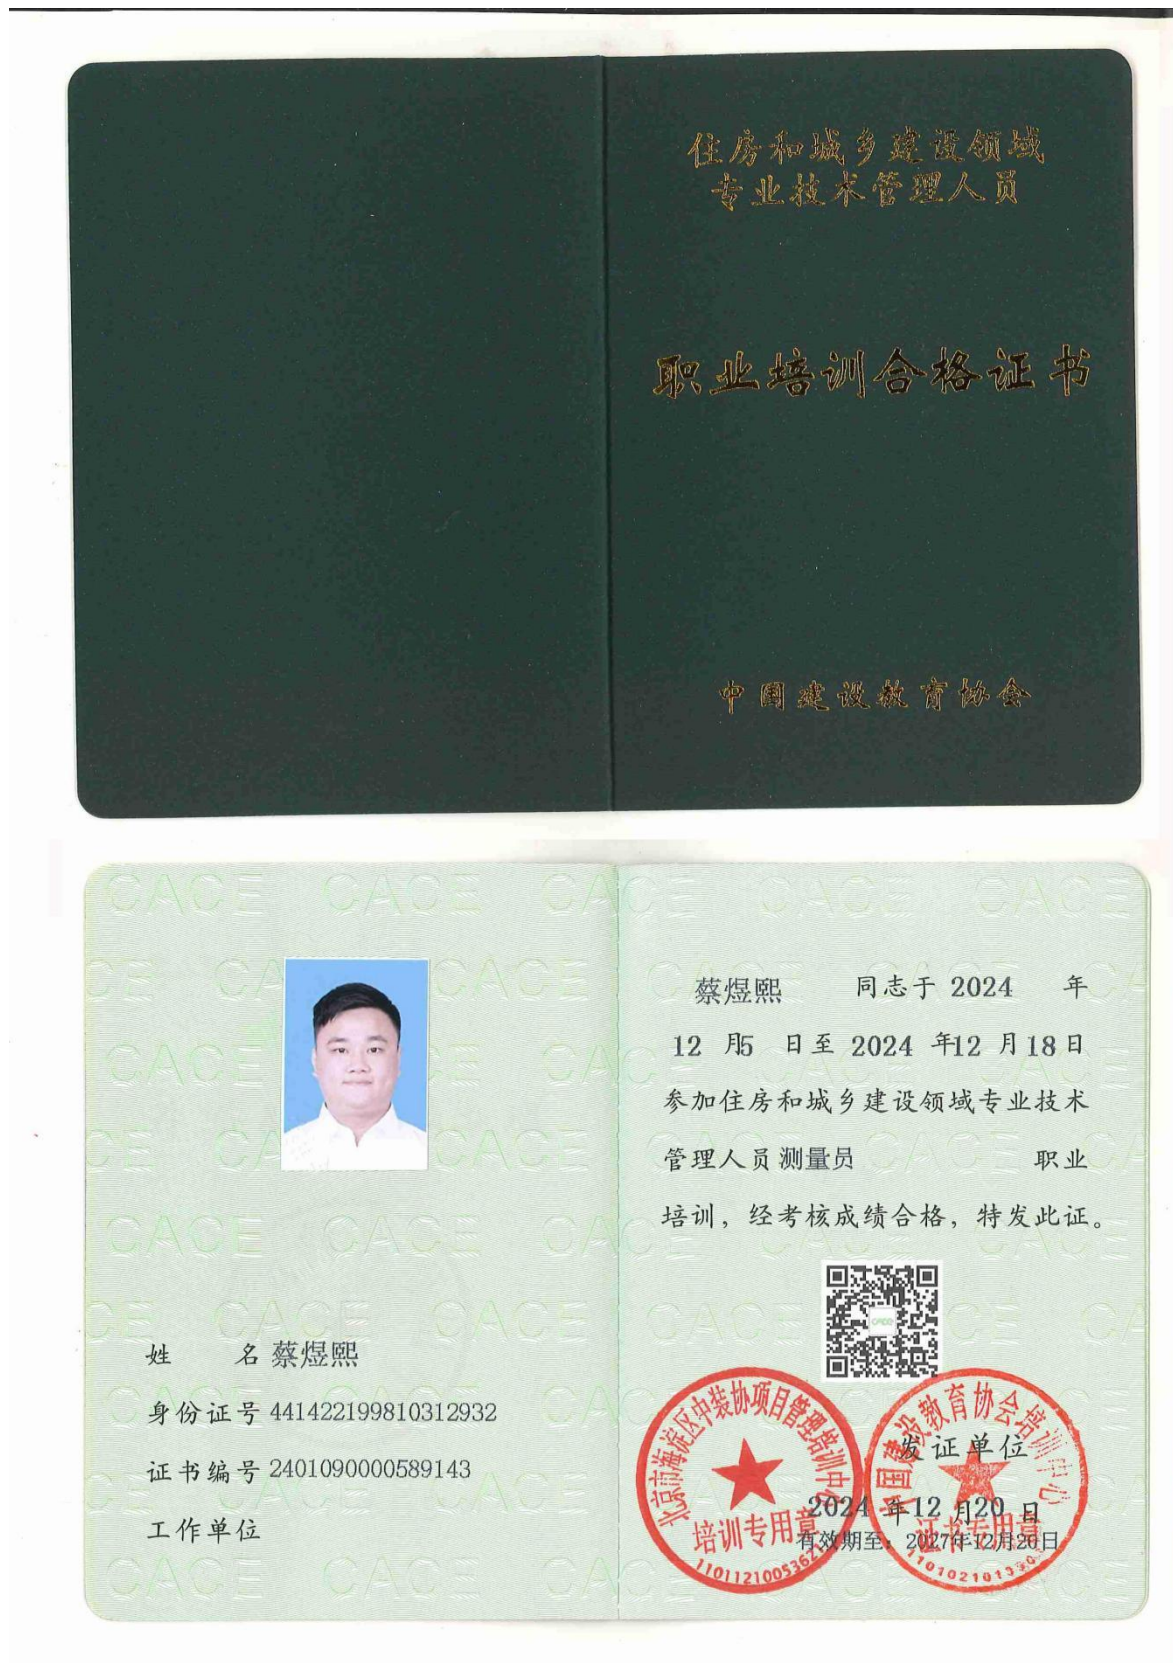 住房和城乡建设领域
专业技术管理人员
职业培训合格证书
中国建设教育协会
蔡煜熙 同志于 2024 年
12 月5 日至 2024 年12 月18日
参加住房和城乡建设领域专业技术
管理人员测量员 职业
培训，经考核成绩合格，特发此证。
姓 名 蔡煜熙
身份证号 441422199810312932
证书编号 2401090000589143
工作单位
北京市海淀区中装协项目管理培训中心
培训专用章
中国建设教育协会培训中心
证书专用章
发证单位
2024 年12 月20 日
有效期至：2027年12月20日
CACE